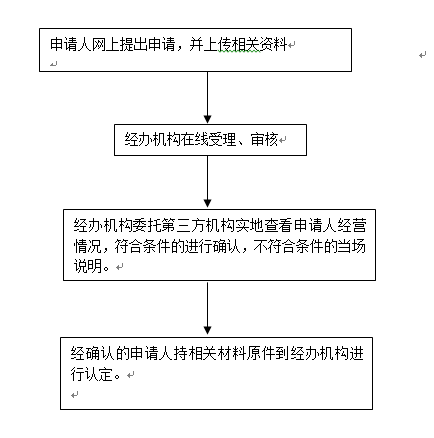 申请人网上提出申请，并上传相关资料
经办机构在线受理、审核
经办机构委托第三方机构实地查看申请人经营
情况，符合条件的进行确认，不符合条件的当场
说明。
经确认的申请人持相关材料原件到经办机构进
行认定。